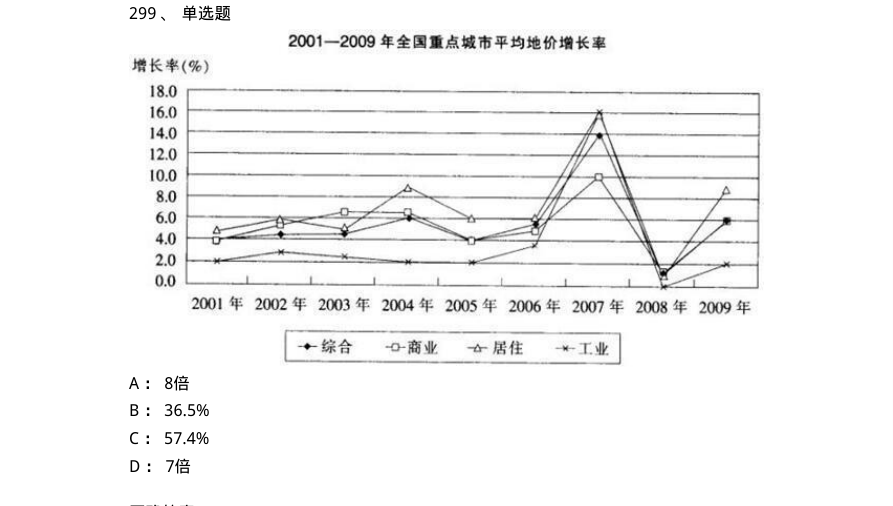 299 、 单选题
2001—2009 年全国重点城市平均地价增长率
增长率(%)
18.0
16.0
14.0
12.0
10.0
8.0
6.0
4.0
2.0
0.0
2001 年 2002 年 2003 年 2004 年 2005 年 2006 年 2007 年 2008 年 2009 年
综合 商业 居住 工业
A ： 8倍
B ： 36.5%
C ： 57.4%
D ： 7倍